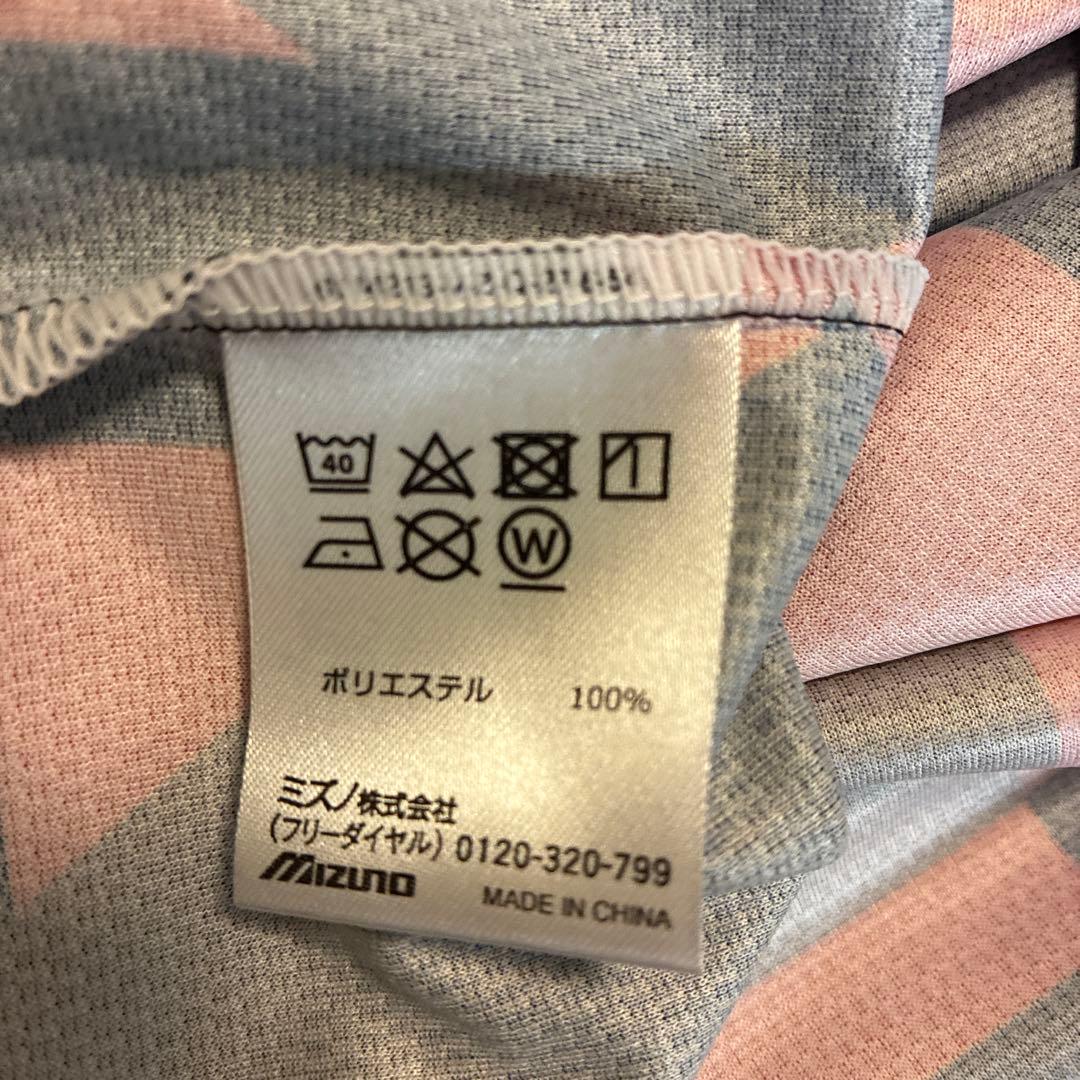 40
W
ポリエステル 100%
ミズノ株式会社
(フリーダイヤル) 0120-320-799
MIZUNO
MADE IN CHINA